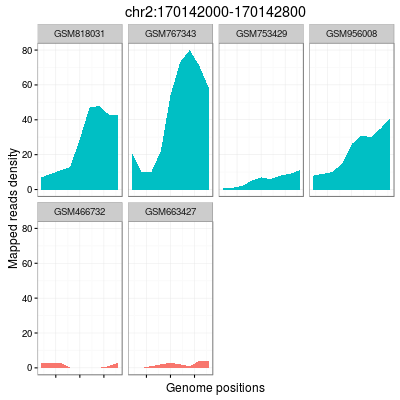 chr2:170142000-170142800
GSM818031 GSM767343 GSM753429 GSM956008
80
60
40
20
0
GSM466732 GSM663427
80
60
40
20
0
Mapped reads density
Genome positions